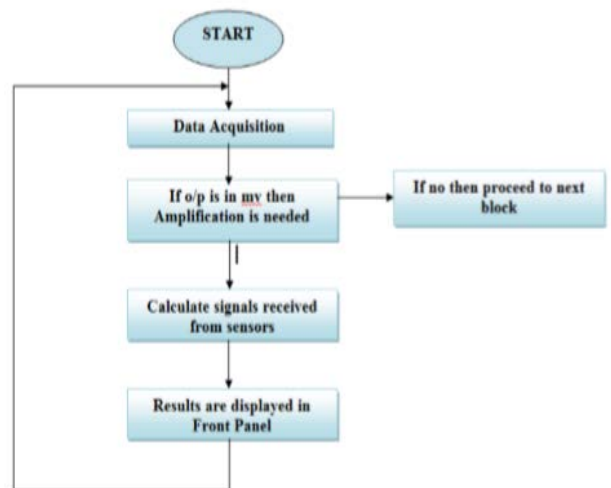 START
Data Acquisition
If o/p is in mv then
Amplification is needed
If no then proceed to next
block
Calculate signals received
from sensors
Results are displayed in
Front Panel